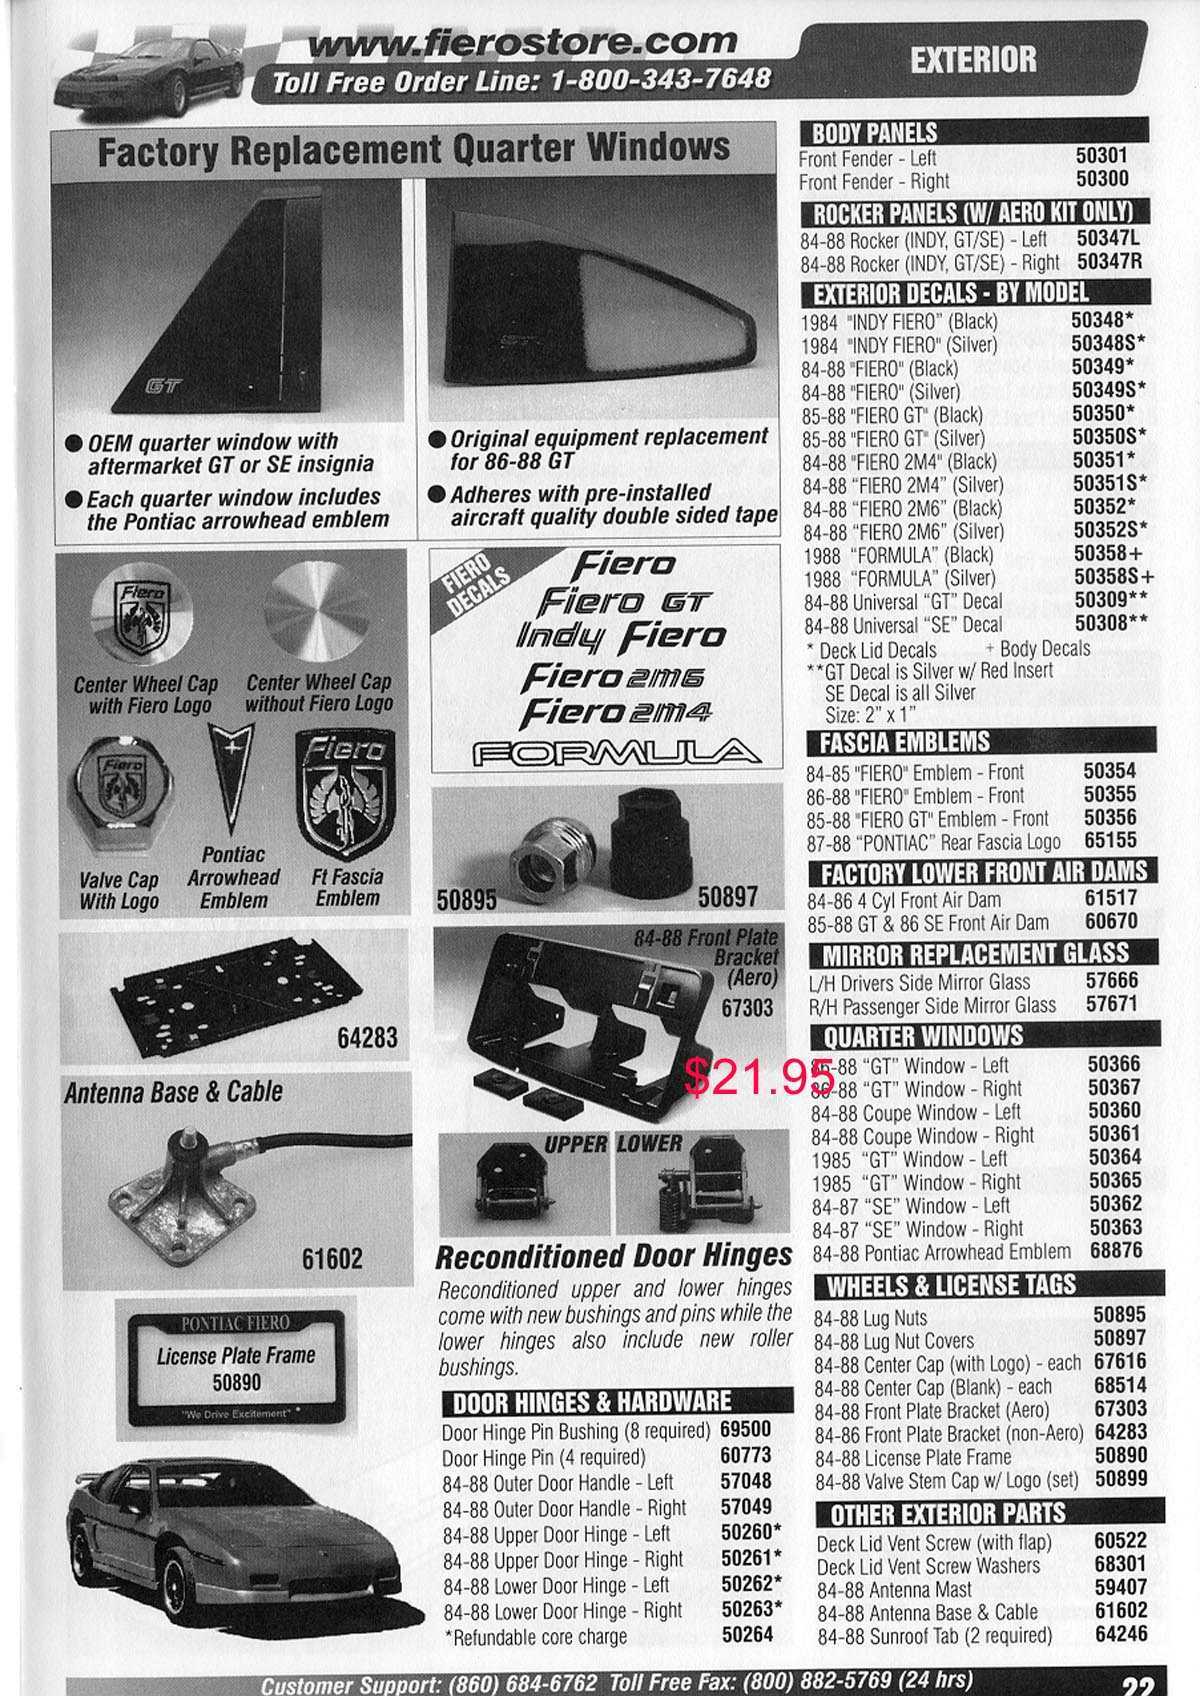 www.fierostore.com
Toll Free Order Line: 1-800-343-7648
EXTERIOR
Factory Replacement Quarter Windows
GT
GT
● OEM quarter window with
aftermarket GT or SE insignia
● Each quarter window includes
the Pontiac arrowhead emblem
● Original equipment replacement
for 86-88 GT
● Adheres with pre-installed
aircraft quality double sided tape
Fiero
Center Wheel Cap
with Fiero Logo
Center Wheel Cap
without Fiero Logo
Fiero
Valve Cap
With Logo
Pontiac
Arrowhead
Emblem
Fiero
Ft Fascia
Emblem
FIERO
DECALS
Fiero
Fiero GT
Indy Fiero
Fiero 2m6
Fiero 2m4
FORMULA
50895
50897
64283
84-88 Front Plate
Bracket
(Aero)
67303
$21.95
Antenna Base & Cable
61602
UPPER
LOWER
Reconditioned Door Hinges
Reconditioned upper and lower hinges
come with new bushings and pins while the
lower hinges also include new roller
bushings.
PONTIAC FIERO
License Plate Frame
50890
"We Drive Excitement"
DOOR HINGES & HARDWARE
Door Hinge Pin Bushing (8 required) 69500
Door Hinge Pin (4 required) 60773
84-88 Outer Door Handle - Left 57048
84-88 Outer Door Handle - Right 57049
84-88 Upper Door Hinge - Left 50260*
84-88 Upper Door Hinge - Right 50261*
84-88 Lower Door Hinge - Left 50262*
84-88 Lower Door Hinge - Right 50263*
*Refundable core charge 50264
BODY PANELS
Front Fender - Left 50301
Front Fender - Right 50300
ROCKER PANELS (W/ AERO KIT ONLY)
84-88 Rocker (INDY, GT/SE) - Left 50347L
84-88 Rocker (INDY, GT/SE) - Right 50347R
EXTERIOR DECALS - BY MODEL
1984 "INDY FIERO" (Black) 50348*
1984 "INDY FIERO" (Silver) 50348S*
84-88 "FIERO" (Black) 50349*
84-88 "FIERO" (Silver) 50349S*
85-88 "FIERO GT" (Black) 50350*
85-88 "FIERO GT" (Silver) 50350S*
84-88 "FIERO 2M4" (Black) 50351*
84-88 "FIERO 2M4" (Silver) 50351S*
84-88 "FIERO 2M6" (Black) 50352*
84-88 "FIERO 2M6" (Silver) 50352S*
1988 "FORMULA" (Black) 50358+
1988 "FORMULA" (Silver) 50358S+
84-88 Universal "GT" Decal 50309**
84-88 Universal "SE" Decal 50308**
* Deck Lid Decals + Body Decals
**GT Decal is Silver w/ Red Insert
SE Decal is all Silver
Size: 2" x 1"
FASCIA EMBLEMS
84-85 "FIERO" Emblem - Front 50354
86-88 "FIERO" Emblem - Front 50355
85-88 "FIERO GT" Emblem - Front 50356
87-88 "PONTIAC" Rear Fascia Logo 65155
FACTORY LOWER FRONT AIR DAMS
84-86 4 Cyl Front Air Dam 61517
85-88 GT & 86 SE Front Air Dam 60670
MIRROR REPLACEMENT GLASS
L/H Drivers Side Mirror Glass 57666
R/H Passenger Side Mirror Glass 57671
QUARTER WINDOWS
86-88 "GT" Window - Left 50366
86-88 "GT" Window - Right 50367
84-88 Coupe Window - Left 50360
84-88 Coupe Window - Right 50361
1985 "GT" Window - Left 50364
1985 "GT" Window - Right 50365
84-87 "SE" Window - Left 50362
84-87 "SE" Window - Right 50363
84-88 Pontiac Arrowhead Emblem 68876
WHEELS & LICENSE TAGS
84-88 Lug Nuts 50895
84-88 Lug Nut Covers 50897
84-88 Center Cap (with Logo) - each 67616
84-88 Center Cap (Blank) - each 68514
84-88 Front Plate Bracket (Aero) 67303
84-86 Front Plate Bracket (non-Aero) 64283
84-88 License Plate Frame 50890
84-88 Valve Stem Cap w/ Logo (set) 50899
OTHER EXTERIOR PARTS
Deck Lid Vent Screw (with flap) 60522
Deck Lid Vent Screw Washers 68301
84-88 Antenna Mast 59407
84-88 Antenna Base & Cable 61602
84-88 Sunroof Tab (2 required) 64246
Customer Support: (860) 684-6762 Toll Free Fax: (800) 882-5769 (24 hrs)
22